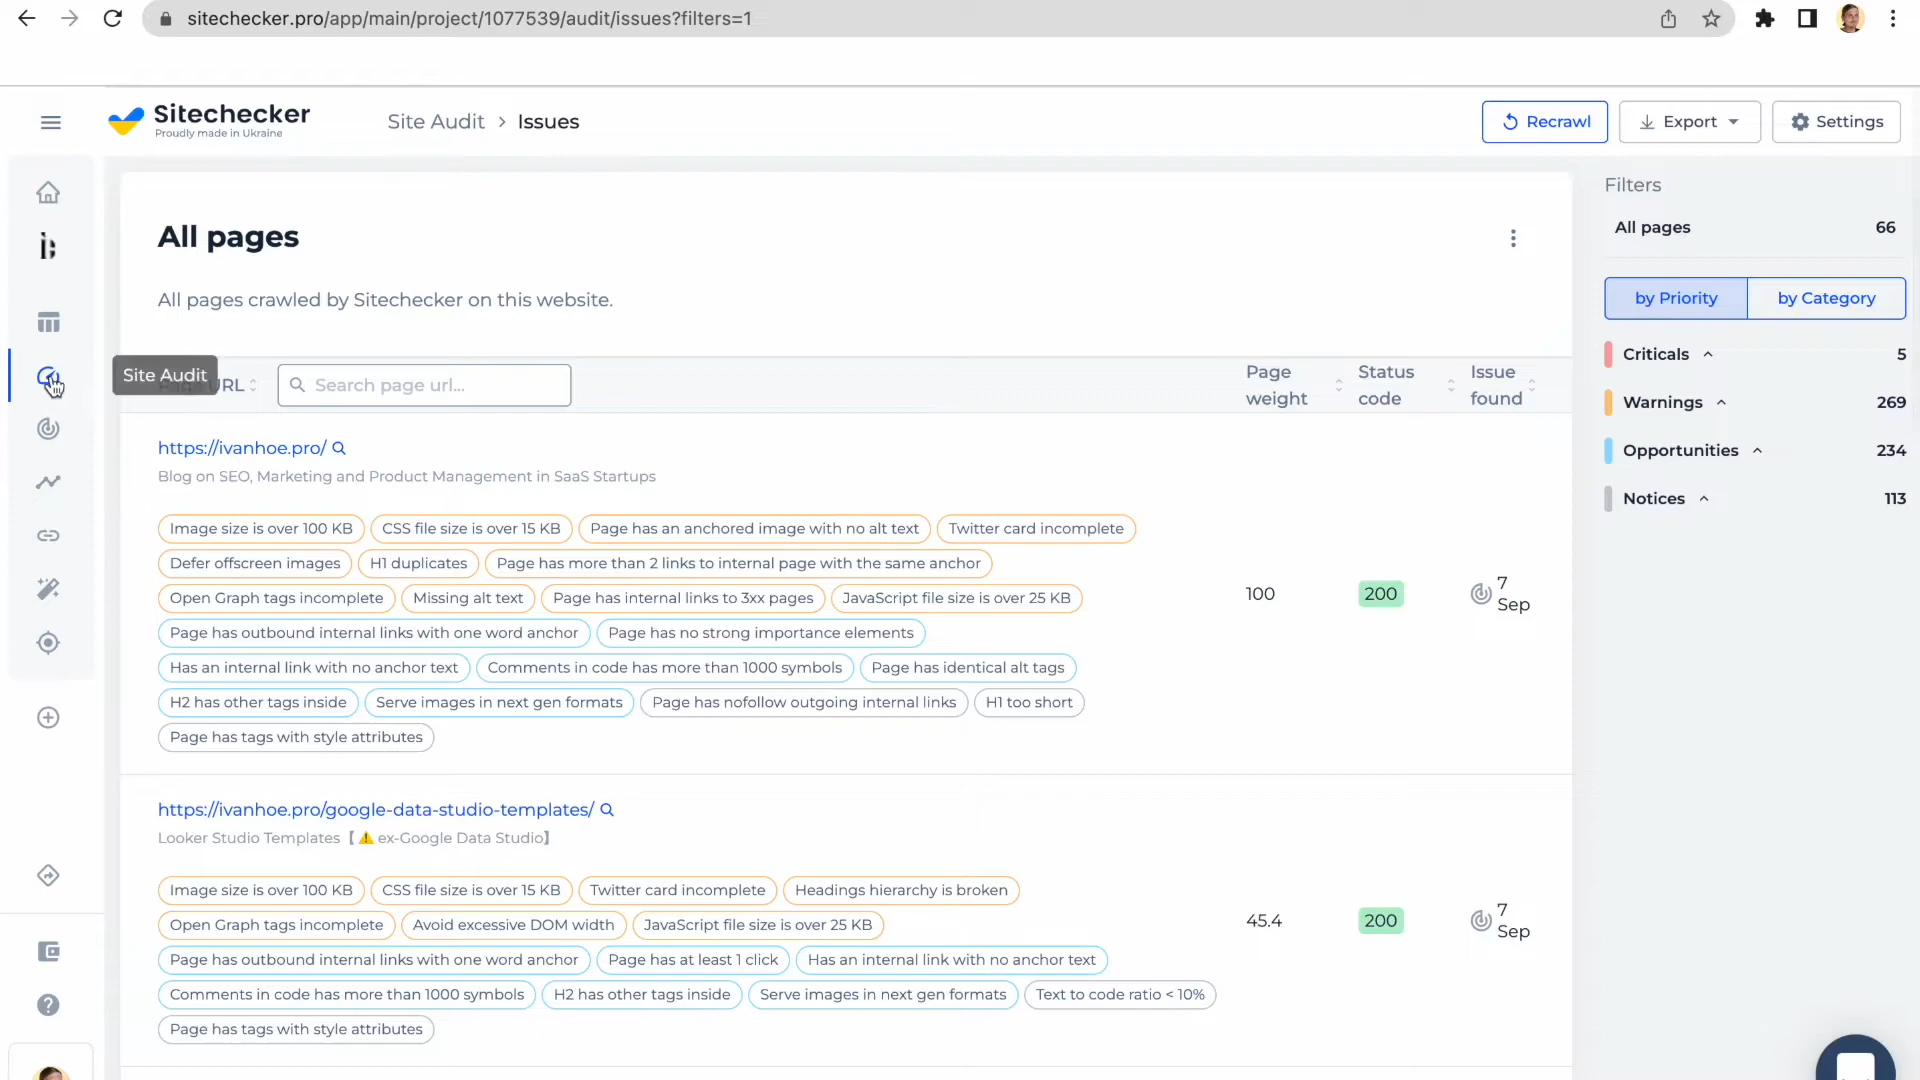 sitechecker.pro/app/main/project/1077539/audit/issues?filters=1
Sitechecker
Proudly made in Ukraine
Site Audit > Issues
Recrawl
Export
Settings
All pages
All pages crawled by Sitechecker on this website.
Site Audit
URL
Search page url...
Page weight
Status code
Issue found
https://ivanhoe.pro/
Blog on SEO, Marketing and Product Management in SaaS Startups
Image size is over 100 KB
CSS file size is over 15 KB
Page has an anchored image with no alt text
Twitter card incomplete
Defer offscreen images
H1 duplicates
Page has more than 2 links to internal page with the same anchor
Open Graph tags incomplete
Missing alt text
Page has internal links to 3xx pages
JavaScript file size is over 25 KB
Page has outbound internal links with one word anchor
Page has no strong importance elements
Has an internal link with no anchor text
Comments in code has more than 1000 symbols
Page has identical alt tags
H2 has other tags inside
Serve images in next gen formats
Page has nofollow outgoing internal links
H1 too short
Page has tags with style attributes
100
200
7 Sep
https://ivanhoe.pro/google-data-studio-templates/
Looker Studio Templates【⚠️ ex-Google Data Studio】
Image size is over 100 KB
CSS file size is over 15 KB
Twitter card incomplete
Headings hierarchy is broken
Open Graph tags incomplete
Avoid excessive DOM width
JavaScript file size is over 25 KB
Page has outbound internal links with one word anchor
Page has at least 1 click
Has an internal link with no anchor text
Comments in code has more than 1000 symbols
H2 has other tags inside
Serve images in next gen formats
Text to code ratio < 10%
Page has tags with style attributes
45.4
200
7 Sep
Filters
All pages 66
by Priority
by Category
Criticals 5
Warnings 269
Opportunities 234
Notices 113